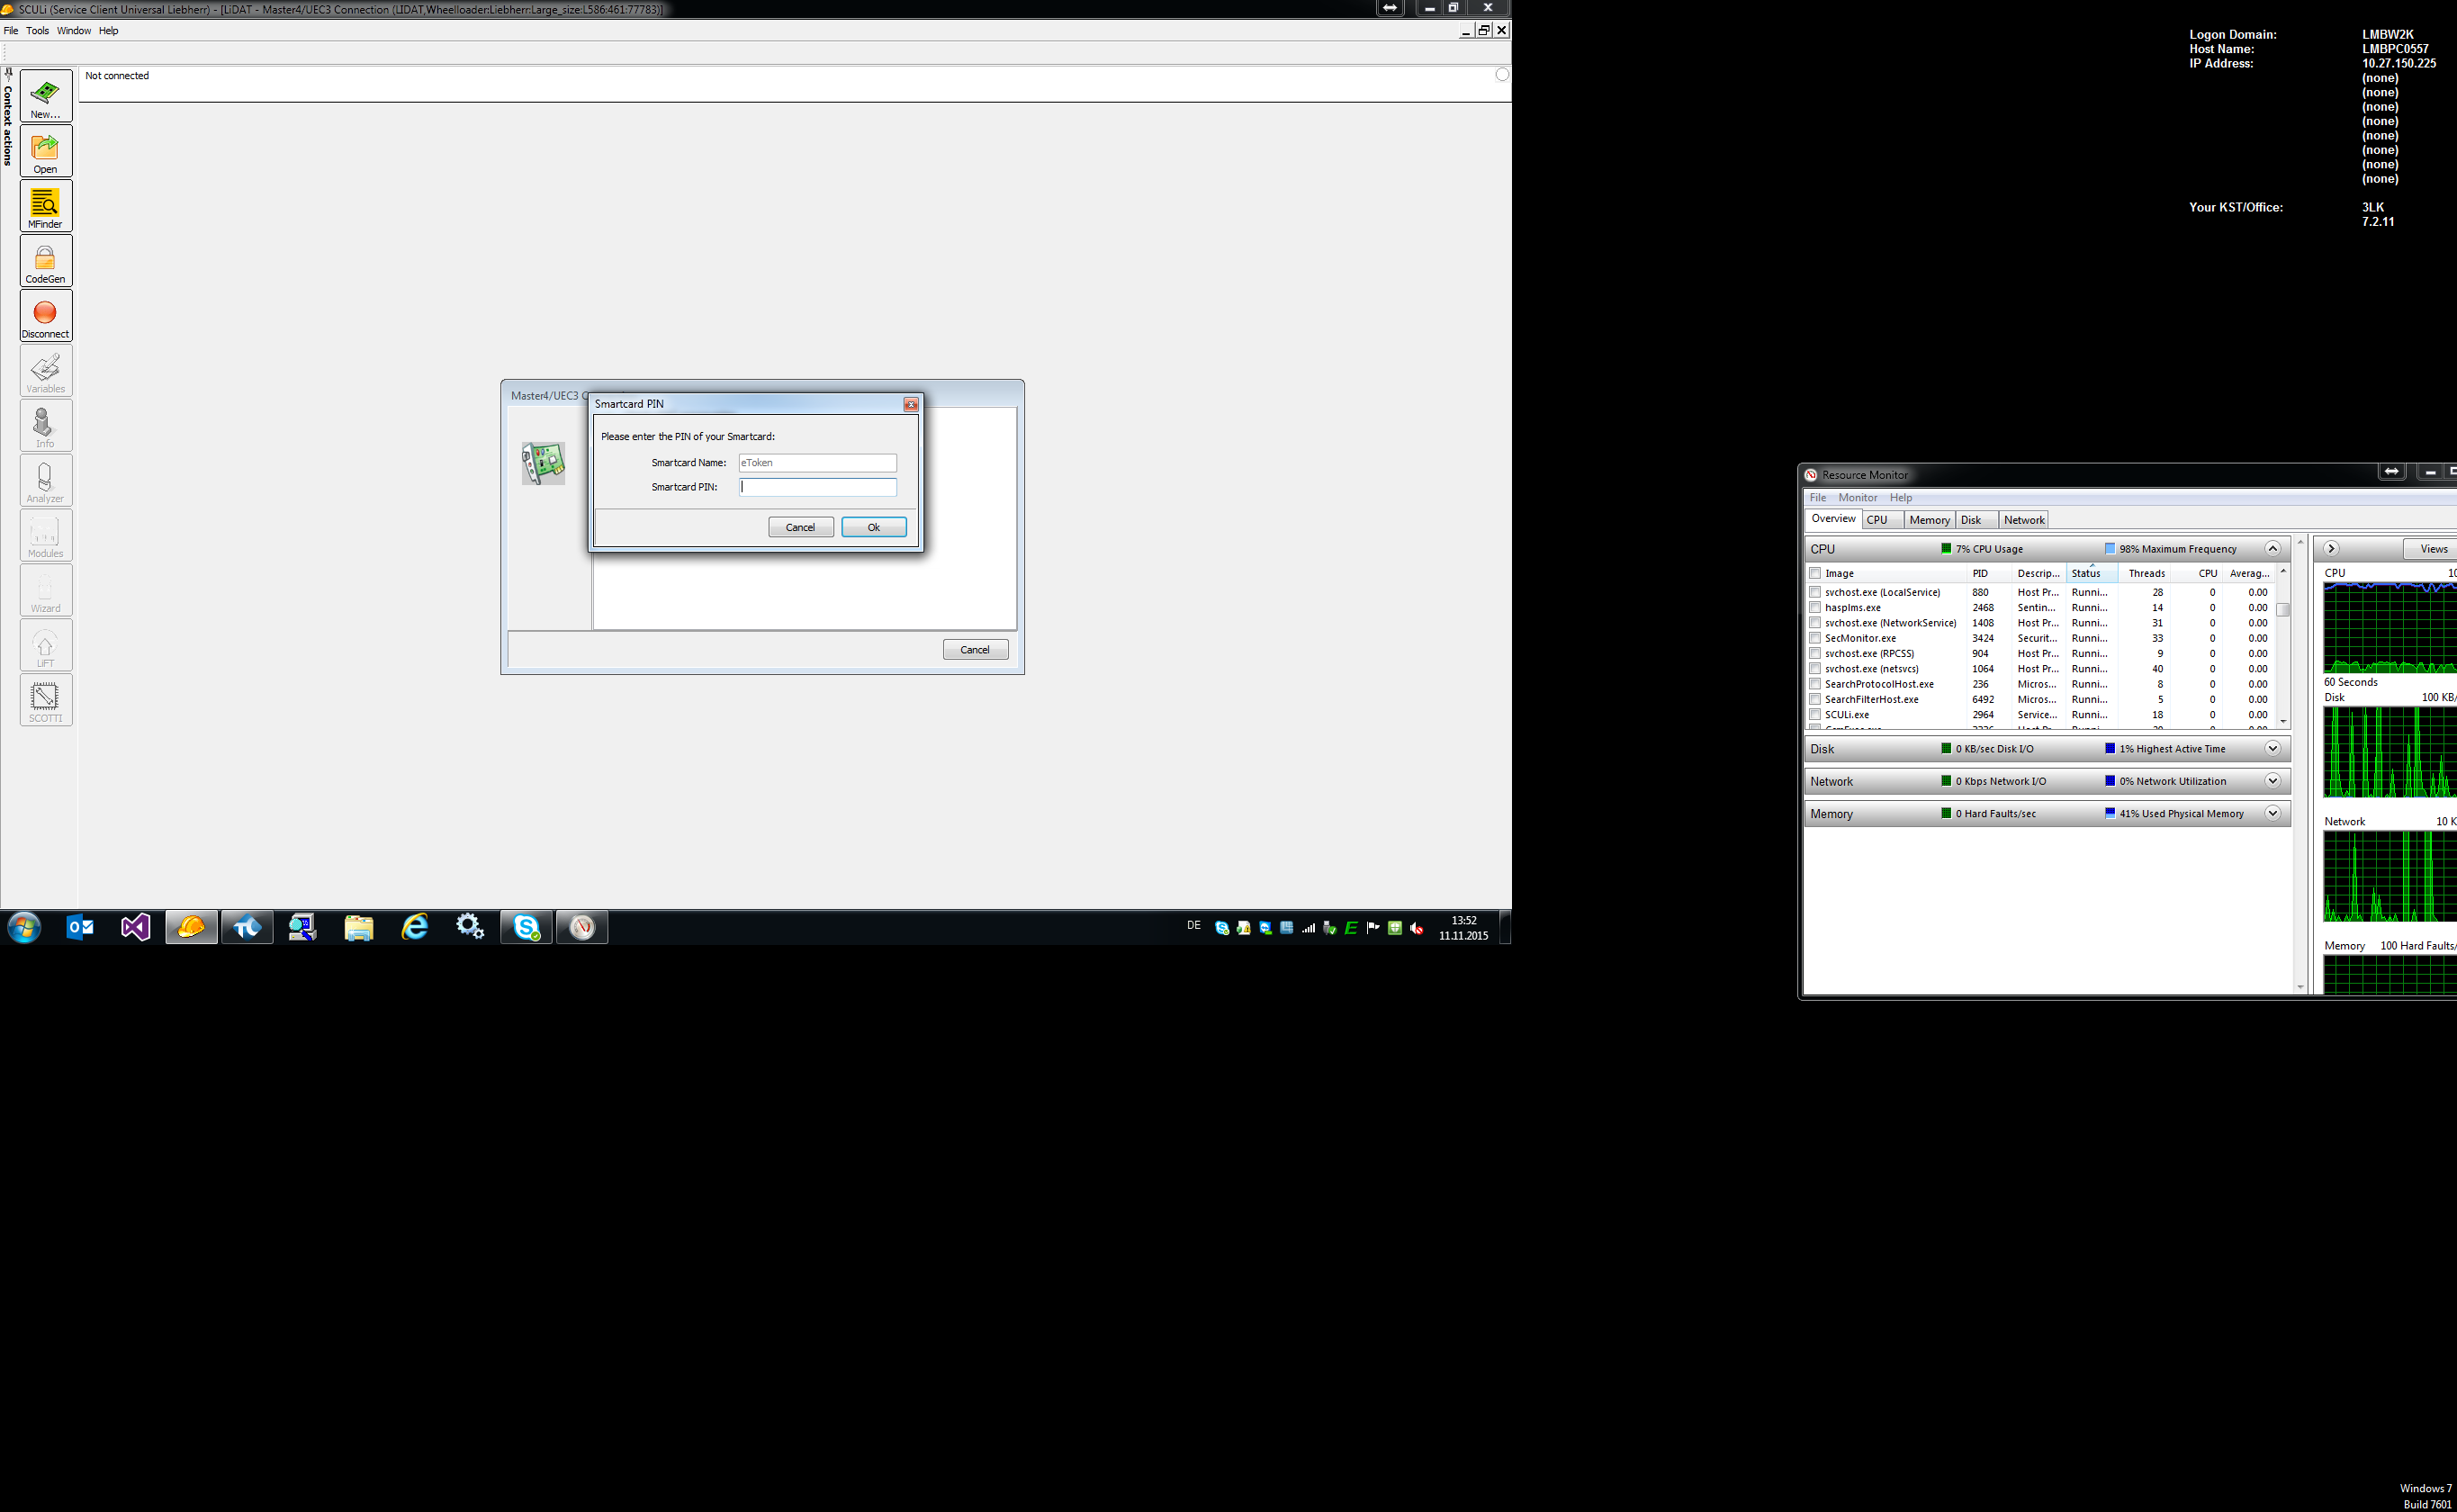 SCULi (Service Client Universal Liebherr) - [LiDAT - Master4/UEC3 Connection (LIDAT,Wheelloader:Liebherr:Large_size:L586:461:77783)]
File Tools Window Help
Context actions
Not connected
New...
Open
MFinder
CodeGen
Disconnect
Variables
Info
Analyzer
Modules
Wizard
LiFT
SCOTTI
Master4/UEC3 C
Smartcard PIN
Please enter the PIN of your Smartcard:
Smartcard Name: eToken
Smartcard PIN:
Cancel Ok
Cancel
DE
13:52
11.11.2015
Logon Domain: LMBW2K
Host Name: LMBPC0557
IP Address: 10.27.150.225
(none)
(none)
(none)
(none)
(none)
(none)
(none)
(none)
Your KST/Office: 3LK
7.2.11
Resource Monitor
File Monitor Help
Overview CPU Memory Disk Network
CPU 7% CPU Usage 98% Maximum Frequency
Image PID Descrip... Status Threads CPU Averag...
svchost.exe (LocalService) 880 Host Pr... Runni... 28 0 0.00
hasplms.exe 2468 Sentin... Runni... 14 0 0.00
svchost.exe (NetworkService) 1408 Host Pr... Runni... 31 0 0.00
SecMonitor.exe 3424 Securit... Runni... 33 0 0.00
svchost.exe (RPCSS) 904 Host Pr... Runni... 9 0 0.00
svchost.exe (netsvcs) 1064 Host Pr... Runni... 40 0 0.00
SearchProtocolHost.exe 236 Micros... Runni... 8 0 0.00
SearchFilterHost.exe 6492 Micros... Runni... 5 0 0.00
SCULi.exe 2964 Service... Runni... 18 0 0.00
Disk 0 KB/sec Disk I/O 1% Highest Active Time
Network 0 Kbps Network I/O 0% Network Utilization
Memory 0 Hard Faults/sec 41% Used Physical Memory
Views
CPU 10
60 Seconds
Disk 100 KB/
Network 10 K
Memory 100 Hard Faults/
Windows 7
Build 7601